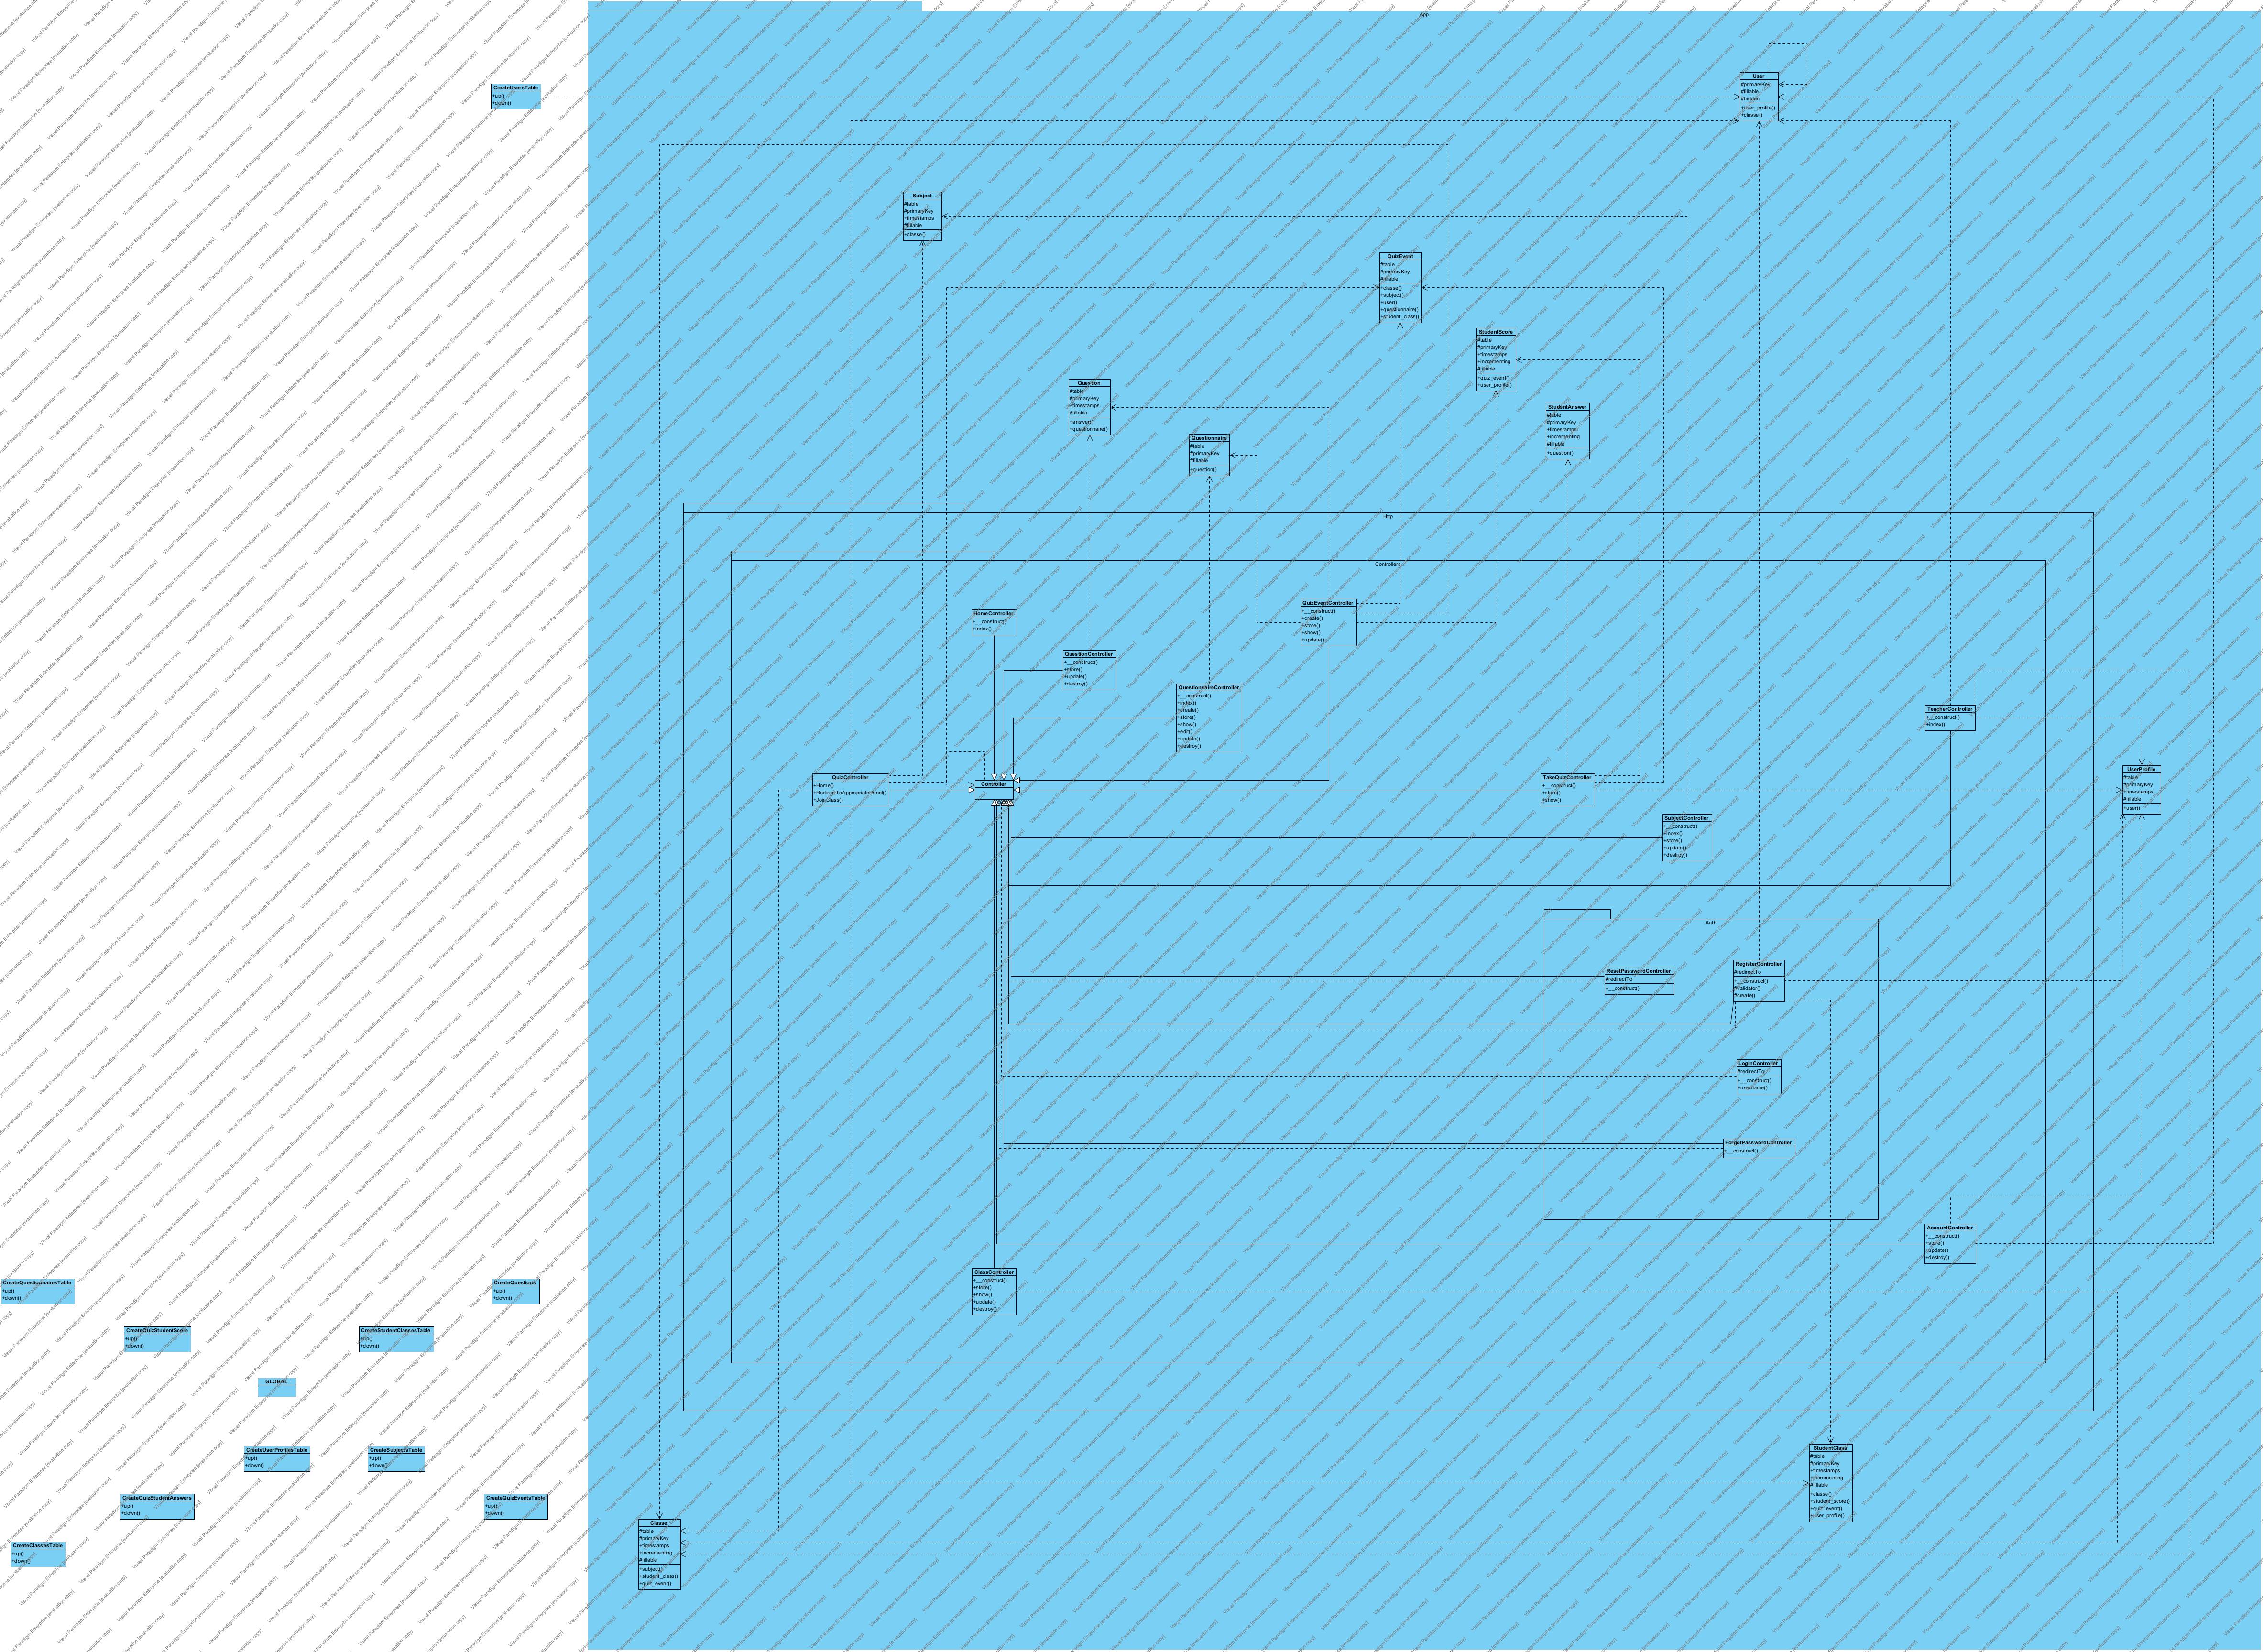 App
User
#primaryKey
#fillable
#hidden
+user_profile()
+classe()
CreateUsersTable
+up()
+down()
Subject
#table
#primaryKey
+timestamps
#fillable
+classe()
QuizEvent
#table
#primaryKey
#fillable
+classe()
+subject()
+user()
+questionnaire()
+student_class()
StudentScore
#table
#primaryKey
+timestamps
+incrementing
#fillable
+quiz_event()
+user_profile()
Question
#table
#primaryKey
+timestamps
#fillable
+answer()
+questionnaire()
StudentAnswer
#table
#primaryKey
+timestamps
+incrementing
#fillable
+question()
#table
#primaryKey
#fillable
+question()
Http
Controllers
HomeController
+__construct()
+index()
QuizEventController
+__construct()
+create()
+store()
+show()
+update()
QuestionController
+__construct()
+store()
+update()
+destroy()
QuestionnaireController
+__construct()
+index()
+create()
+store()
+show()
+edit()
+update()
+destroy()
TeacherController
+__construct()
+index()
QuizController
+Home()
+RedirectToAppropriatePanel()
+JoinClass()
Controller
TakeQuizController
+__construct()
+store()
+show()
UserProfile
#table
#primaryKey
+timestamps
#fillable
+user()
SubjectController
+__construct()
+index()
+store()
+update()
+destroy()
Auth
ResetPasswordController
#redirectTo
+__construct()
RegisterController
#redirectTo
+__construct()
#validator()
#create()
LoginController
#redirectTo
+__construct()
+username()
ForgotPasswordController
+__construct()
AccountController
+__construct()
+store()
+update()
+destroy()
ClassController
+__construct()
+store()
+show()
+update()
+destroy()
CreateQuestionnairesTable
+up()
+down()
CreateQuestions
+up()
+down()
CreateQuizStudentScore
+up()
+down()
CreateStudentClassesTable
+up()
+down()
GLOBAL
CreateUserProfilesTable
+up()
+down()
CreateSubjectsTable
+up()
+down()
StudentClass
#table
#primaryKey
+timestamps
+incrementing
#fillable
+classe()
+student_score()
+quiz_event()
+user_profile()
CreateQuizStudentAnswers
+up()
+down()
CreateQuizEventsTable
+up()
+down()
Classe
#table
#primaryKey
+timestamps
+incrementing
#fillable
+subject()
+student_class()
+quiz_event()
CreateClassesTable
+up()
+down()
Visual Paradigm Enterprise [evaluation copy]